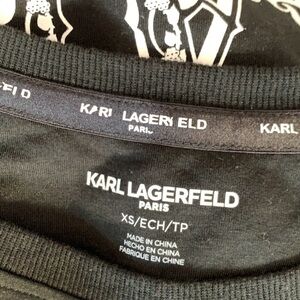 KARL LAGERFELD
PARIS
KARL
KARL LAGERFELD
PARIS
XS/ECH/TP
MADE IN CHINA
HECHO EN CHINA
FABRIQUE EN CHINE